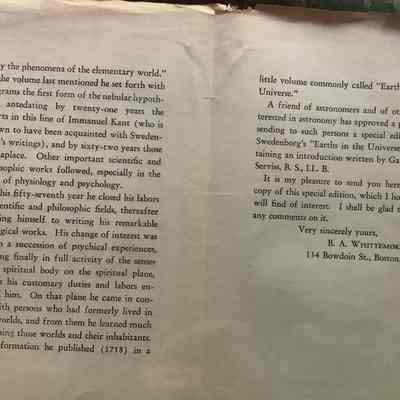 y the phenomena of the elementary world."
he volume last mentioned he set forth with
grams the first form of the nebular hypoth-
antedating by twenty-one years the
rts in this line of Immanuel Kant (who is
wn to have been acquainted with Sweden-
's writings), and by sixty-two years those
aplace. Other important scientific and
sophic works followed, especially in the
of physiology and psychology.
his fifty-seventh year he closed his labors
entific and philosophic fields, thereafter
ing himself to writing his remarkable
gical works. His change of interest was
n a succession of psychical experiences,
ng finally in full activity of the sense-
spiritual body on the spiritual plane,
his customary duties and labors en-
him. On that plane he came in con-
ith persons who had formerly lived in
worlds, and from them he learned much
ning those worlds and their inhabitants.
formation he published (1758) in a
little volume commonly called "Earth
Universe."
A friend of astronomers and of othe
terested in astronomy has approved a p
sending to such persons a special edi
Swedenborg's "Earths in the Universe
taining an introduction written by Ga
Serviss, B. S., LL. B.
It is my pleasure to send you here
copy of this special edition, which I ho
will find of interest. I shall be glad t
any comments on it.
Very sincerely yours,
B. A. WHITTEMOR
134 Bowdoin St., Boston,